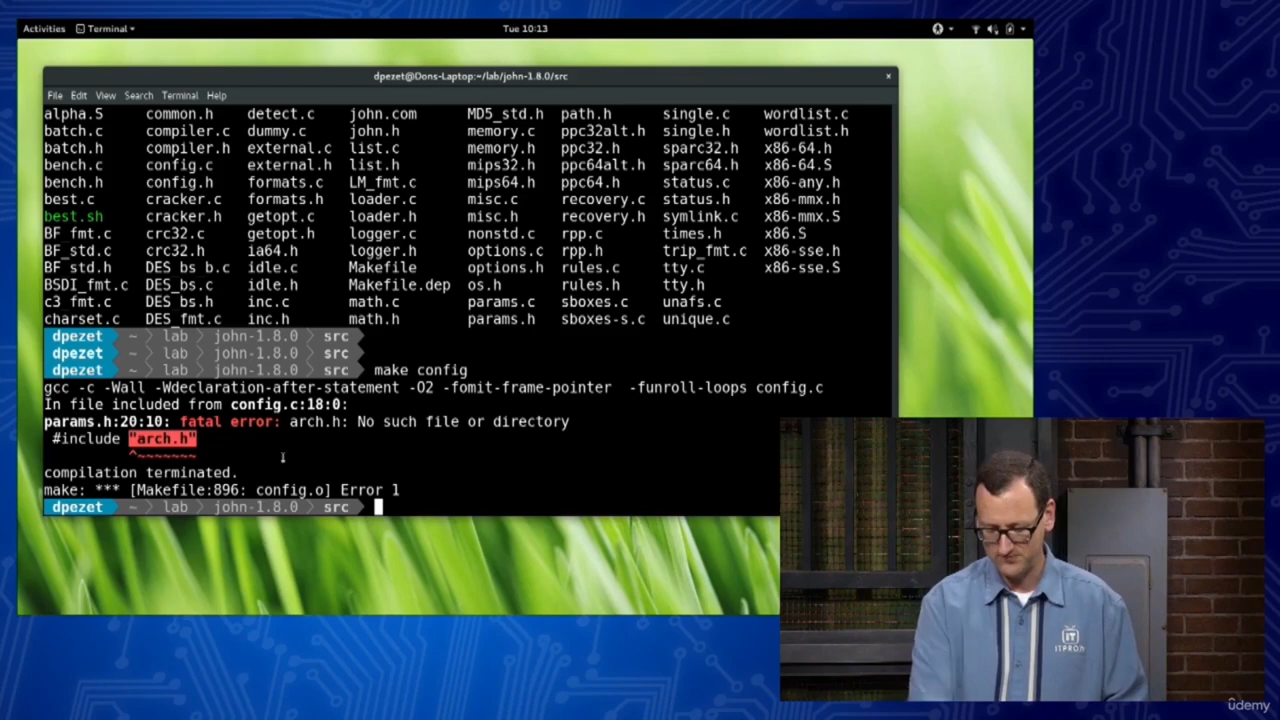 Activities Terminal Tue 10:13
dpezet@Dons-Laptop:~/lab/john-1.8.0/src ×
File Edit View Search Terminal Help
alpha.S common.h detect.c john.com MD5_std.h path.h single.c wordlist.c
batch.c compiler.c dummy.c john.h memory.c ppc32alt.h single.h wordlist.h
batch.h compiler.h external.c list.c memory.h ppc32.h sparc32.h x86-64.h
bench.c config.c external.h list.h mips32.h ppc64alt.h sparc64.h x86-64.S
bench.h config.h formats.c LM_fmt.c mips64.h ppc64.h status.c x86-any.h
best.c cracker.c formats.h loader.c misc.c recovery.c status.h x86-mmx.h
best.sh cracker.h getopt.c loader.h misc.h recovery.h symlink.c x86-mmx.S
BF_fmt.c crc32.c getopt.h logger.c nonstd.c rpp.c times.h x86.S
BF_std.c crc32.h ia64.h logger.h options.c rpp.h trip_fmt.c x86-sse.h
BF_std.h DES_bs_b.c idle.c Makefile options.h rules.c tty.c x86-sse.S
BSDI_fmt.c DES_bs.c idle.h Makefile.dep os.h rules.h tty.h
c3_fmt.c DES_bs.h inc.c math.c params.c sboxes.c unafs.c
charset.c DES_fmt.c inc.h math.h params.h sboxes-s.c unique.c
dpezet ~ lab john-1.8.0 src
dpezet ~ lab john-1.8.0 src
dpezet ~ lab john-1.8.0 src make config
gcc -c -Wall -Wdeclaration-after-statement -O2 -fomit-frame-pointer -funroll-loops config.c
In file included from config.c:18:0:
params.h:20:10: fatal error: arch.h: No such file or directory
#include "arch.h"
^~~~~~~~
compilation terminated.
make: *** [Makefile:896: config.o] Error 1
dpezet ~ lab john-1.8.0 src
IT
ITPRO.TV
ûdemy